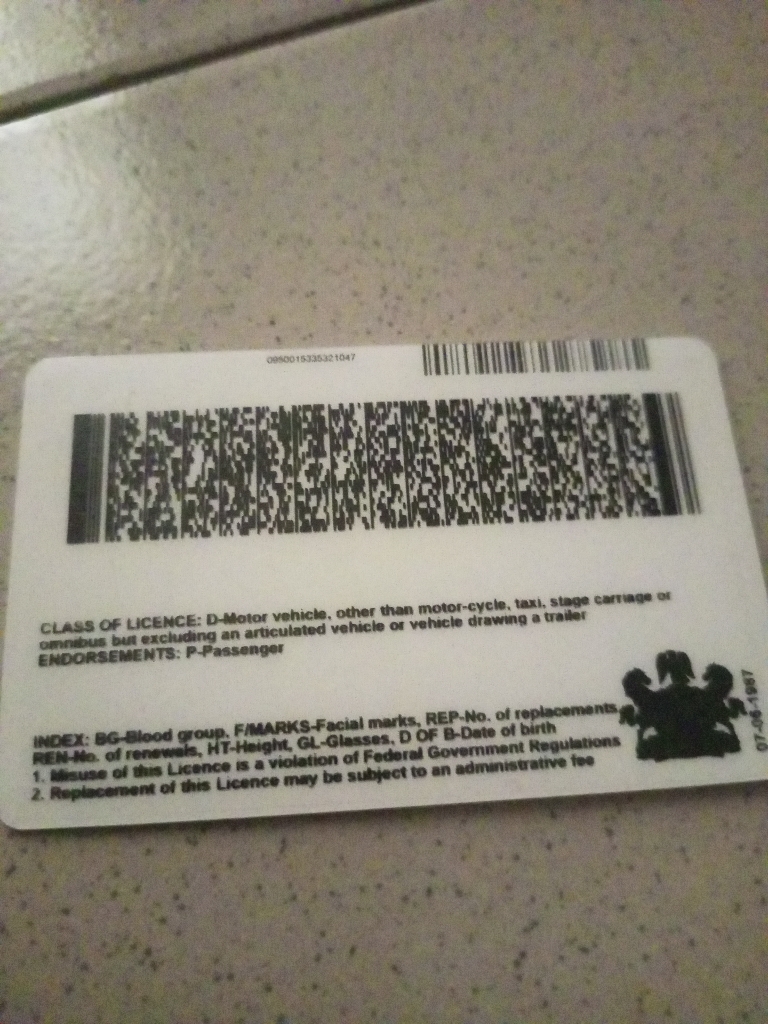 0950015335321047
CLASS OF LICENCE: D-Motor vehicle, other than motor-cycle, taxi, stage carriage or
omnibus but excluding an articulated vehicle or vehicle drawing a trailer
ENDORSEMENTS: P-Passenger
INDEX: BG-Blood group, F/MARKS-Facial marks, REP-No. of replacements,
REN-No. of renewals, HT-Height, GL-Glasses, D OF B-Date of birth
1. Misuse of this Licence is a violation of Federal Government Regulations
2. Replacement of this Licence may be subject to an administrative fee
07-06-1987